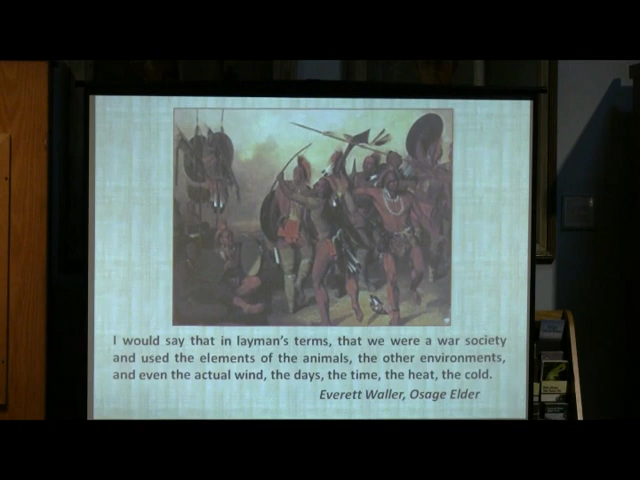 I would say that in layman's terms, that we were a war society
and used the elements of the animals, the other environments,
and even the actual wind, the days, the time, the heat, the cold.
Everett Waller, Osage Elder